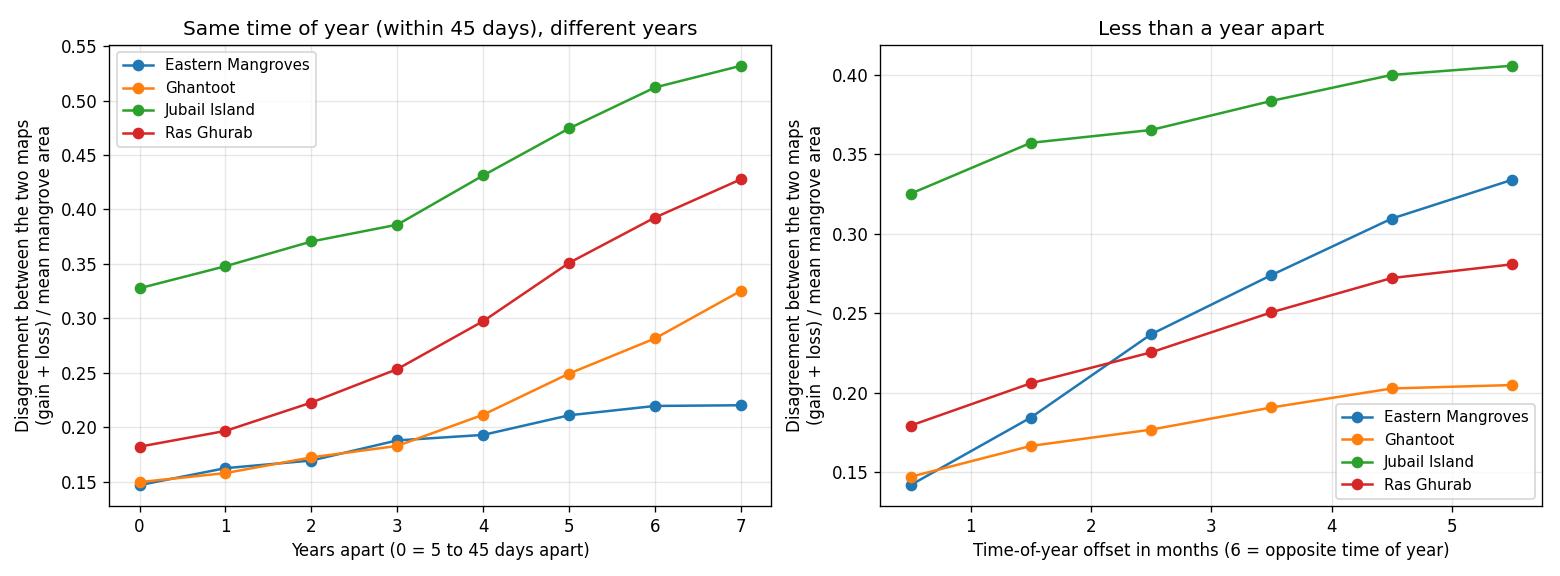 Same time of year (within 45 days), different years
Disagreement between the two maps
(gain + loss) / mean mangrove area
0.55
0.50
0.45
0.40
0.35
0.30
0.25
0.20
0.15
Eastern Mangroves
Ghantoot
Jubail Island
Ras Ghurab
0 1 2 3 4 5 6 7
Years apart (0 = 5 to 45 days apart)
Less than a year apart
Disagreement between the two maps
(gain + loss) / mean mangrove area
0.40
0.35
0.30
0.25
0.20
0.15
Eastern Mangroves
Ghantoot
Jubail Island
Ras Ghurab
1 2 3 4 5
Time-of-year offset in months (6 = opposite time of year)